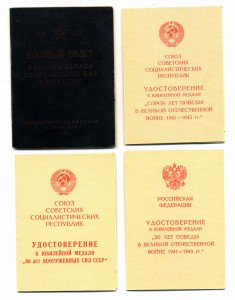 ВОЕННЫЙ БИЛЕТ
СОЮЗ
СОВЕТСКИХ
СОЦИАЛИСТИЧЕСКИХ
РЕСПУБЛИК
УДОСТОВЕРЕНИЕ
К ЮБИЛЕЙНОЙ МЕДАЛИ
"СОРОК ЛЕТ ПОБЕДЫ
В ВЕЛИКОЙ ОТЕЧЕСТВЕННОЙ
ВОЙНЕ 1941—1945 гг."
СОЮЗ
СОВЕТСКИХ
СОЦИАЛИСТИЧЕСКИХ
РЕСПУБЛИК
УДОСТОВЕРЕНИЕ
К ЮБИЛЕЙНОЙ МЕДАЛИ
ЛЕТ ВООРУЖЕННЫХ СИЛ СССР"
РОССИЙСКАЯ
ФЕДЕРАЦИЯ
УДОСТОВЕРЕНИЕ
К ЮБИЛЕЙНОЙ МЕДАЛИ
"50 ЛЕТ ПОБЕДЫ
В ВЕЛИКОЙ ОТЕЧЕСТВЕННОЙ
ВОЙНЕ 1941—1945 гг."